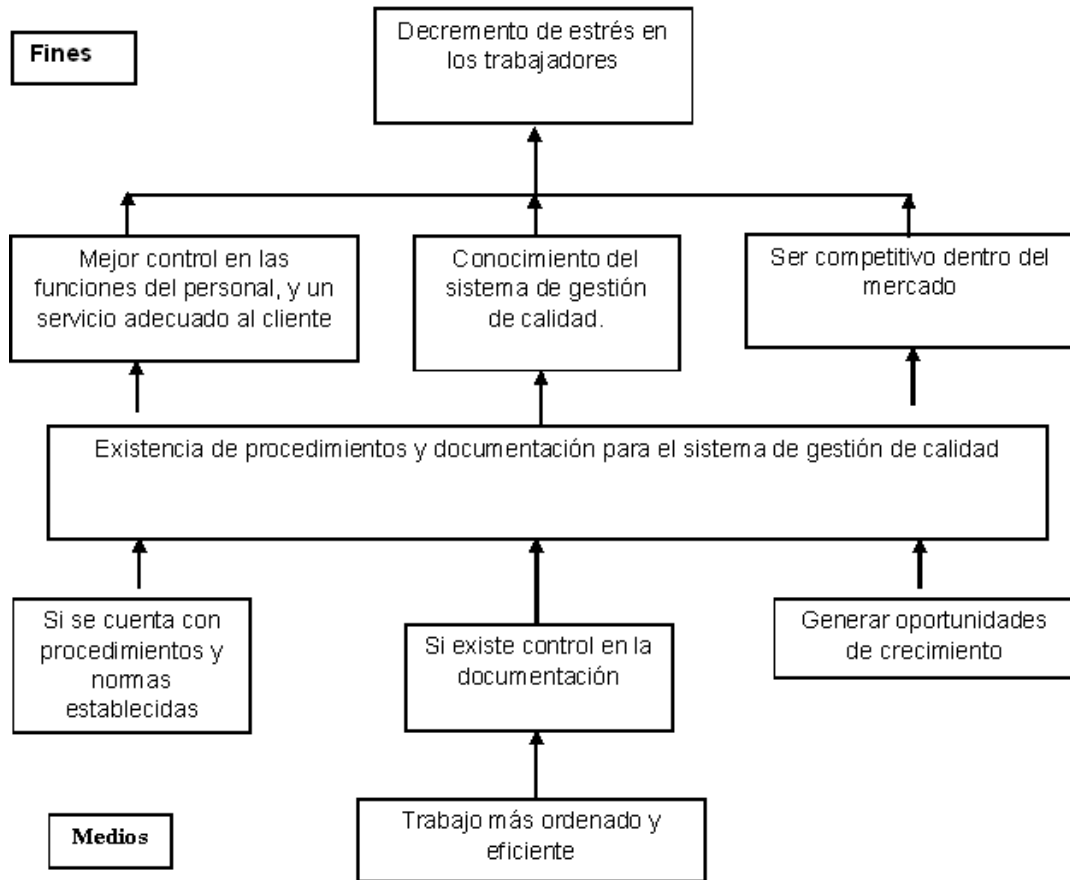 Fines
Decremento de estrés en
los trabajadores
Mejor control en las
funciones del personal, y un
servicio adecuado al cliente
Conocimiento del
sistema de gestión
de calidad.
Ser competitivo dentro del
mercado
Existencia de procedimientos y documentación para el sistema de gestión de calidad
Si se cuenta con
procedimientos y
normas
establecidas
Si existe control en la
documentación
Generar oportunidades
de crecimiento
Trabajo más ordenado y
eficiente
Medios